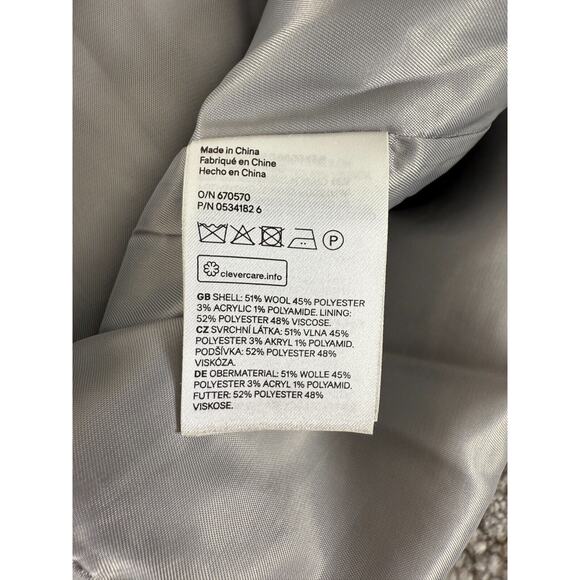 Made in China
Fabriqué en Chine
Hecho en China
O/N 670570
P/N 0534182 6
P
clevercare.info
GB SHELL: 51% WOOL 45% POLYESTER
3% ACRYLIC 1% POLYAMIDE. LINING:
52% POLYESTER 48% VISCOSE.
CZ SVRCHNÍ LÁTKA: 51% VLNA 45%
POLYESTER 3% AKRYL 1% POLYAMID.
PODŠÍVKA: 52% POLYESTER 48%
VISKÓZA.
DE OBERMATERIAL: 51% WOLLE 45%
POLYESTER 3% ACRYL 1% POLYAMID.
FUTTER: 52% POLYESTER 48%
VISKOSE.